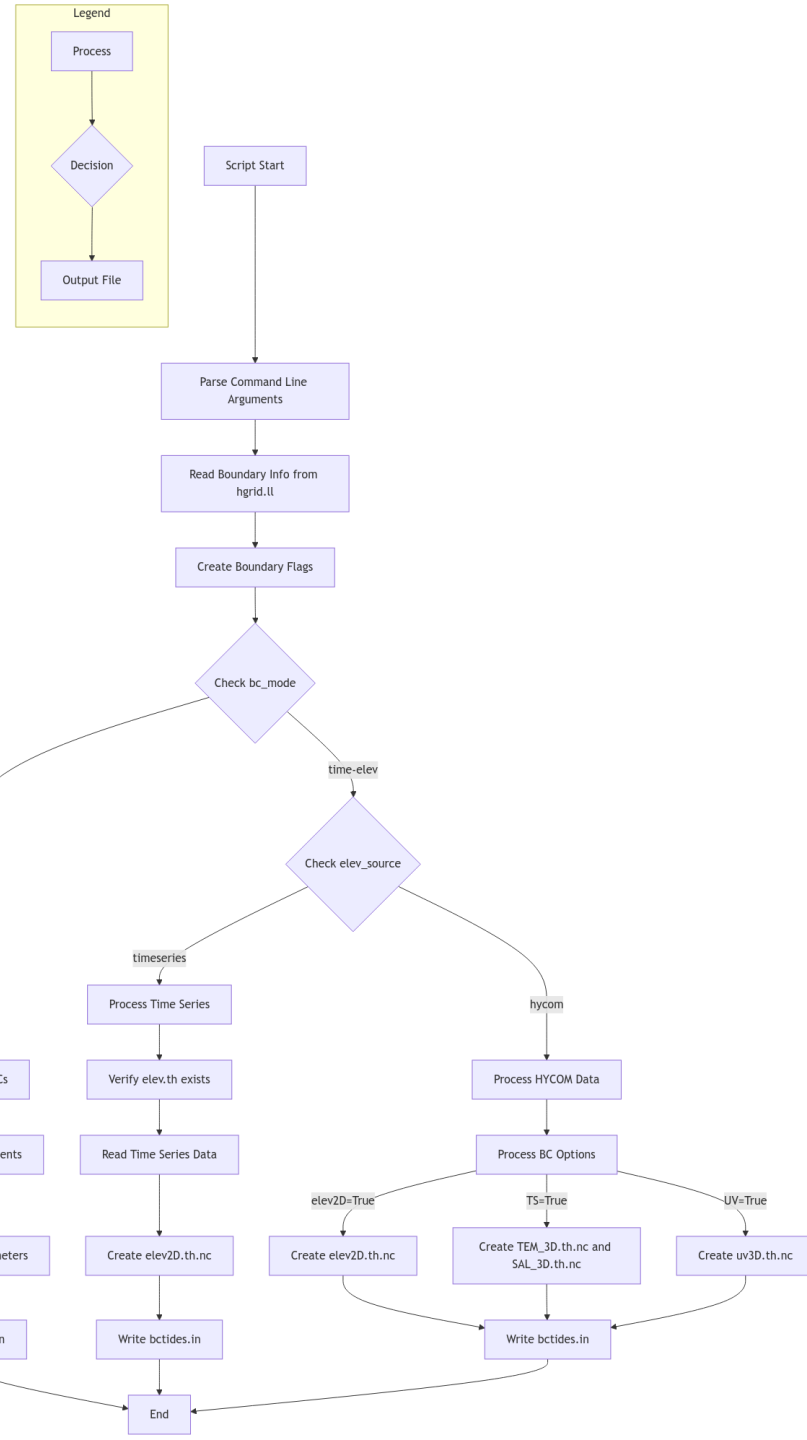 Legend
Process
Decision
Output File
Script Start
Parse Command Line
Arguments
Read Boundary Info from
hgrid.ll
Create Boundary Flags
Check bc_mode
time-elev
Check elev_source
timeseries
hycom
Process Time Series
Verify elev.th exists
Read Time Series Data
Create elev2D.th.nc
Write bctides.in
Process HYCOM Data
Process BC Options
elev2D=True
TS=True
UV=True
Create elev2D.th.nc
Create TEM_3D.th.nc and
SAL_3D.th.nc
Create uv3D.th.nc
Write bctides.in
Cs
ents
eters
n
End